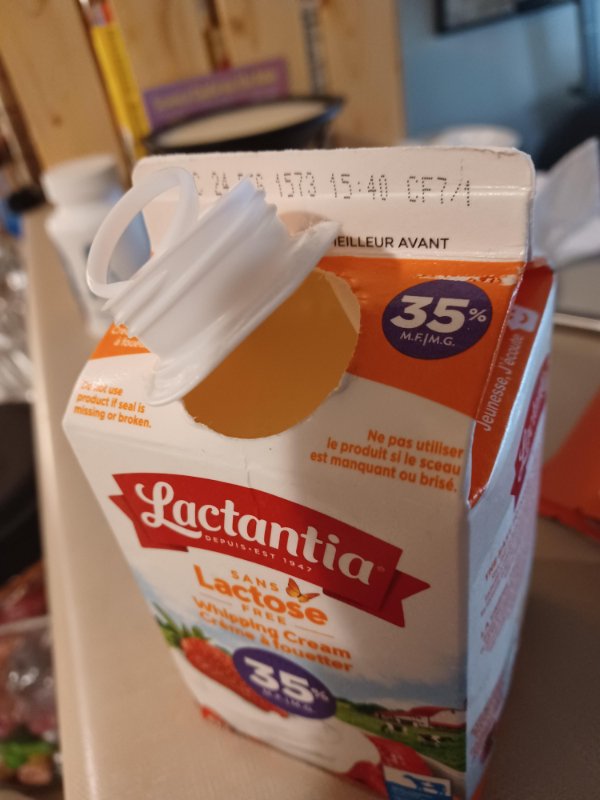 C 24 1573 15:40 CF7/1
MEILLEUR AVANT
35%
M.F./M.G.
Do not use
product if seal is
missing or broken.
Ne pas utiliser
le produit si le sceau
est manquant ou brisé.
Jeunesse, J'écoute
Lactantia
DEPUIS • EST 1947
SANS
Lactose
FREE
Whipping Cream
Crème à fouetter
35%
M.F./M.G.